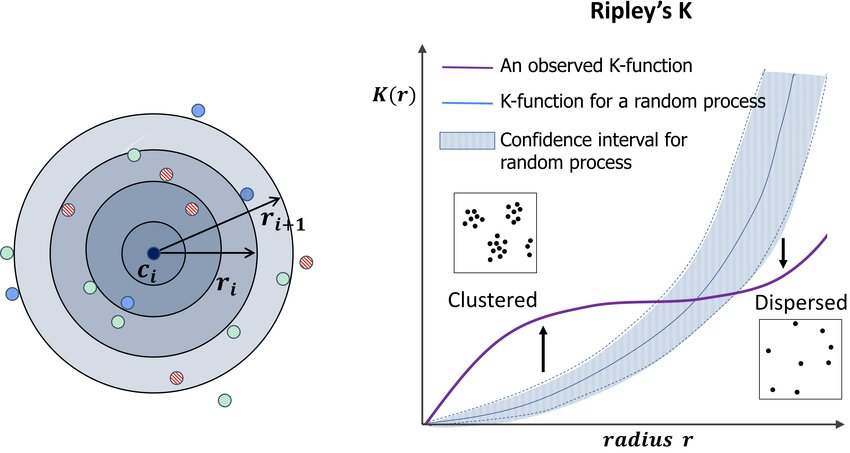 Ripley's K
K(r)
An observed K-function
K-function for a random process
Confidence interval for
random process
Clustered
Dispersed
radius r
c_i
r_i
r_{i+1}